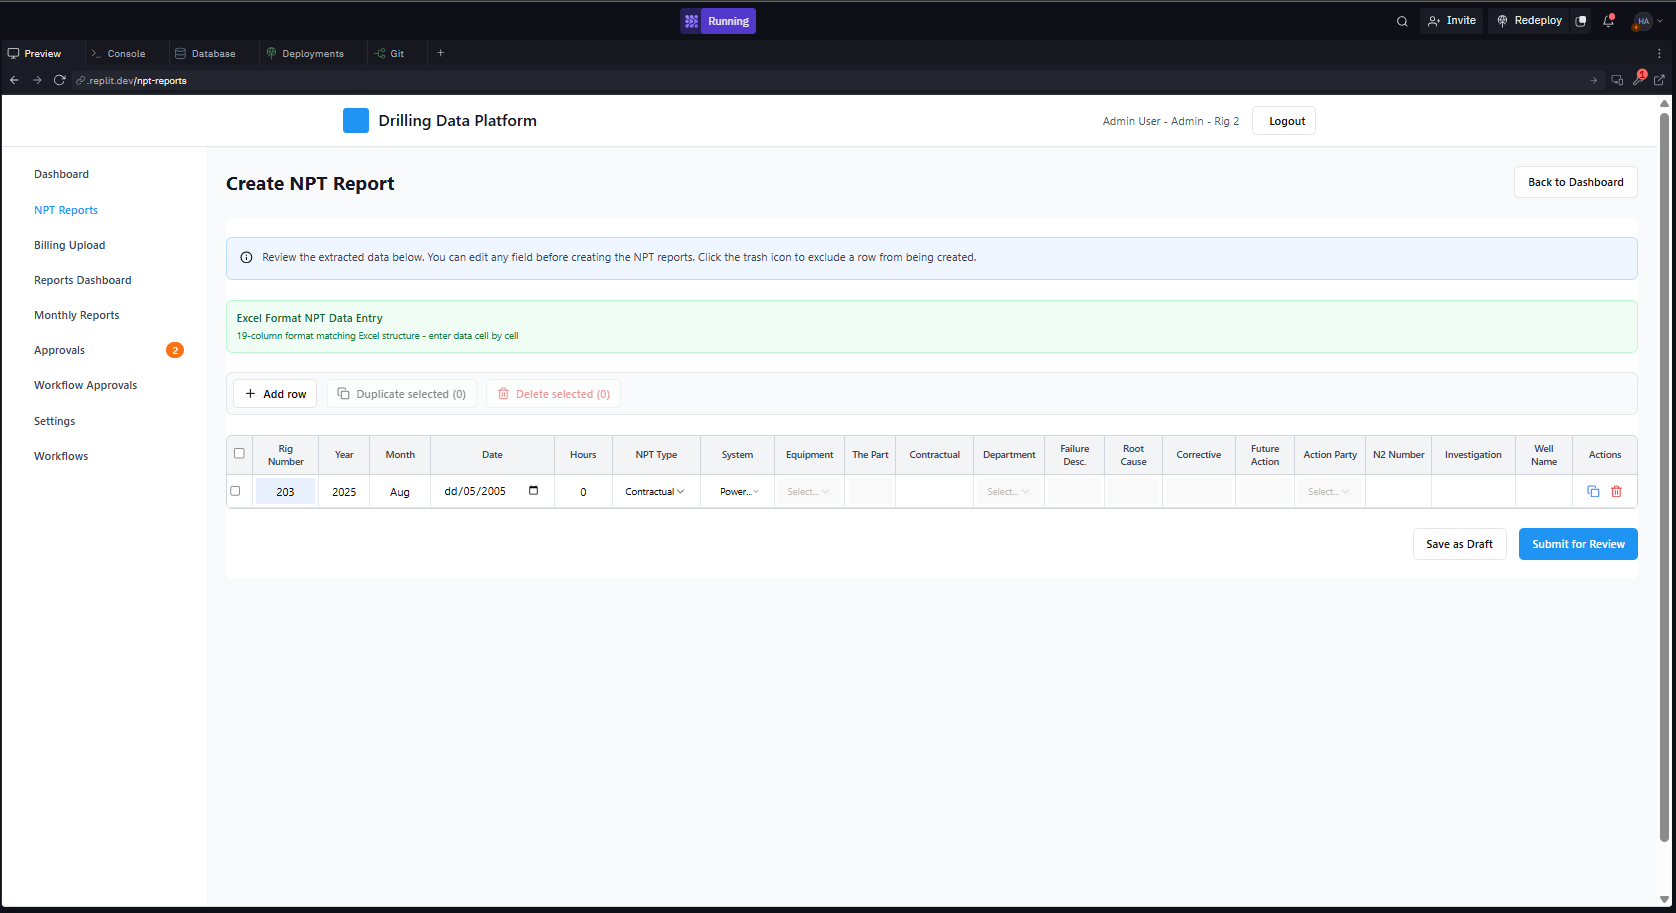 Running
Invite
Redeploy
HA
Preview
Console
Database
Deployments
Git
.replit.dev/npt-reports
1
Drilling Data Platform
Admin User - Admin - Rig 2
Logout
Dashboard
NPT Reports
Billing Upload
Reports Dashboard
Monthly Reports
Approvals 2
Workflow Approvals
Settings
Workflows
Create NPT Report
Back to Dashboard
Review the extracted data below. You can edit any field before creating the NPT reports. Click the trash icon to exclude a row from being created.
Excel Format NPT Data Entry
19-column format matching Excel structure - enter data cell by cell
Add row
Duplicate selected (0)
Delete selected (0)
Rig Number
Year
Month
Date
Hours
NPT Type
System
Equipment
The Part
Contractual
Department
Failure Desc.
Root Cause
Corrective
Future Action
Action Party
N2 Number
Investigation
Well Name
Actions
203
2025
Aug
dd/05/2005
0
Contractual
Power...
Select...
Select...
Select...
Save as Draft
Submit for Review